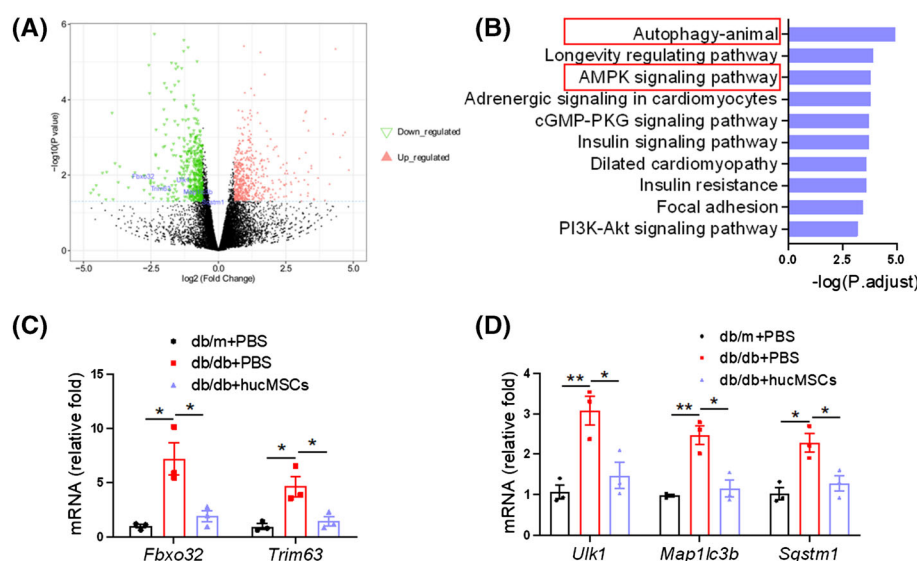 (A)
−log10(P value)
6
4
2
0
Fbxo32
−5.0
−2.5
0.0
2.5
5.0
log2 (Fold Change)
Down_regulated
Up_regulated
(B)
Autophagy-animal
Longevity regulating pathway
AMPK signaling pathway
Adrenergic signaling in cardiomyocytes
cGMP-PKG signaling pathway
Insulin signaling pathway
Dilated cardiomyopathy
Insulin resistance
Focal adhesion
PI3K-Akt signaling pathway
0.0
2.5
5.0
-log(P.adjust)
(C)
db/m+PBS
db/db+PBS
db/db+hucMSCs
mRNA (relative fold)
15
10
5
0
* *
* *
Fbxo32
Trim63
(D)
db/m+PBS
db/db+PBS
db/db+hucMSCs
mRNA (relative fold)
4
3
2
1
0
** *
** *
* *
Ulk1
Map1lc3b
Sqstm1